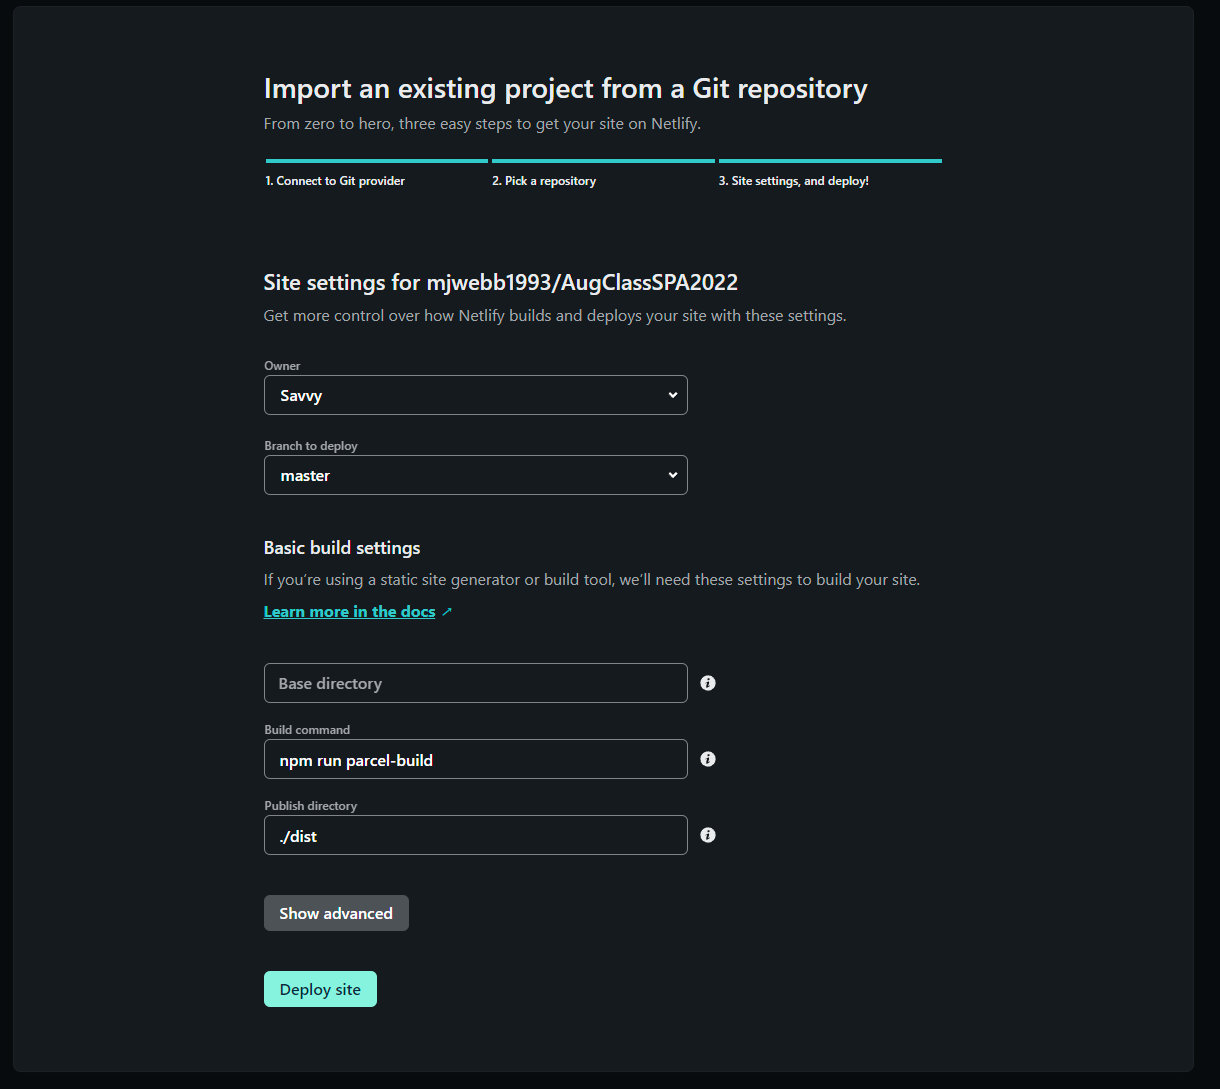 Import an existing project from a Git repository
From zero to hero, three easy steps to get your site on Netlify.
1. Connect to Git provider
2. Pick a repository
3. Site settings, and deploy!
Site settings for mjwebb1993/AugClassSPA2022
Get more control over how Netlify builds and deploys your site with these settings.
Owner
Savvy
Branch to deploy
master
Basic build settings
If you’re using a static site generator or build tool, we’ll need these settings to build your site.
Learn more in the docs ↗
Base directory
Build command
npm run parcel-build
Publish directory
./dist
Show advanced
Deploy site